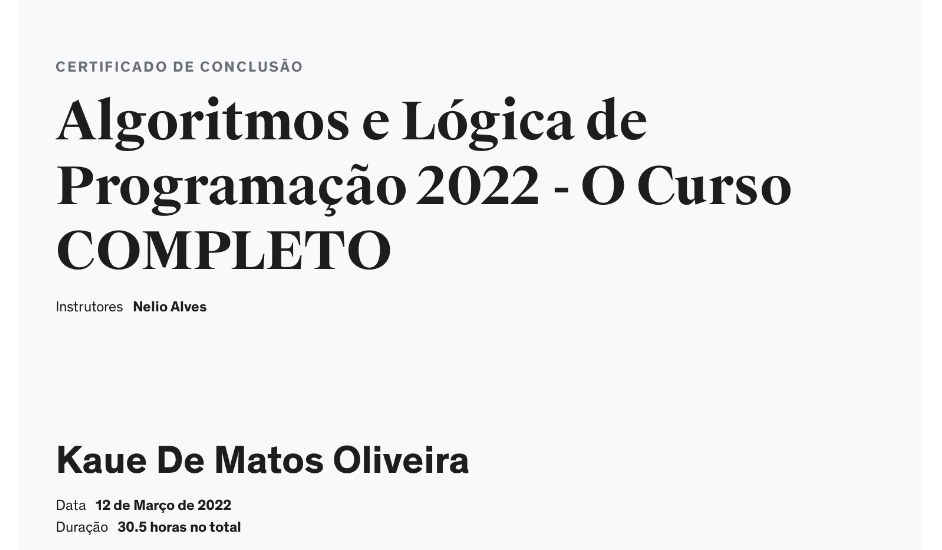 CERTIFICADO DE CONCLUSÃO
Algoritmos e Lógica de
Programação 2022 - O Curso
COMPLETO
Instrutores Nelio Alves
Kaue De Matos Oliveira
Data 12 de Março de 2022
Duração 30.5 horas no total